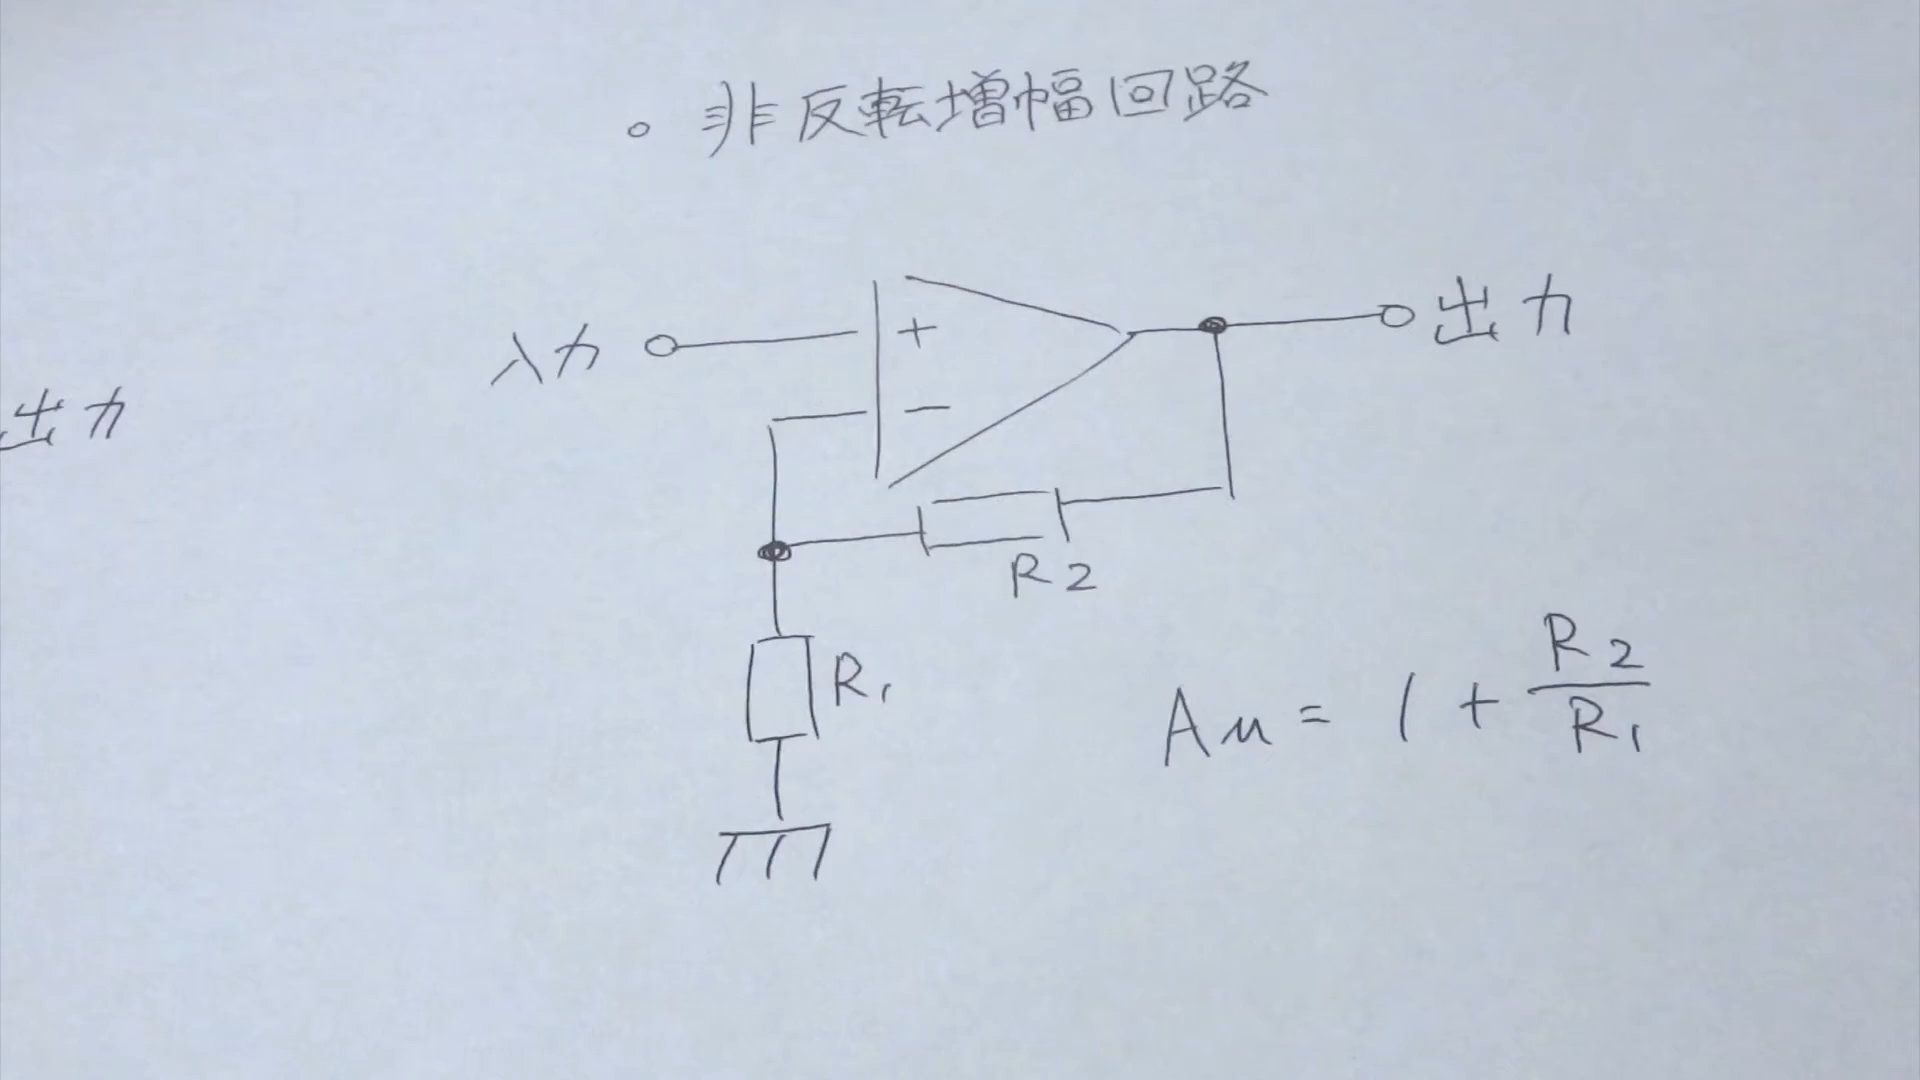 。非反転増幅回路
入力
+
出力
出力
−
R2
R1
Au = 1 + R2/R1